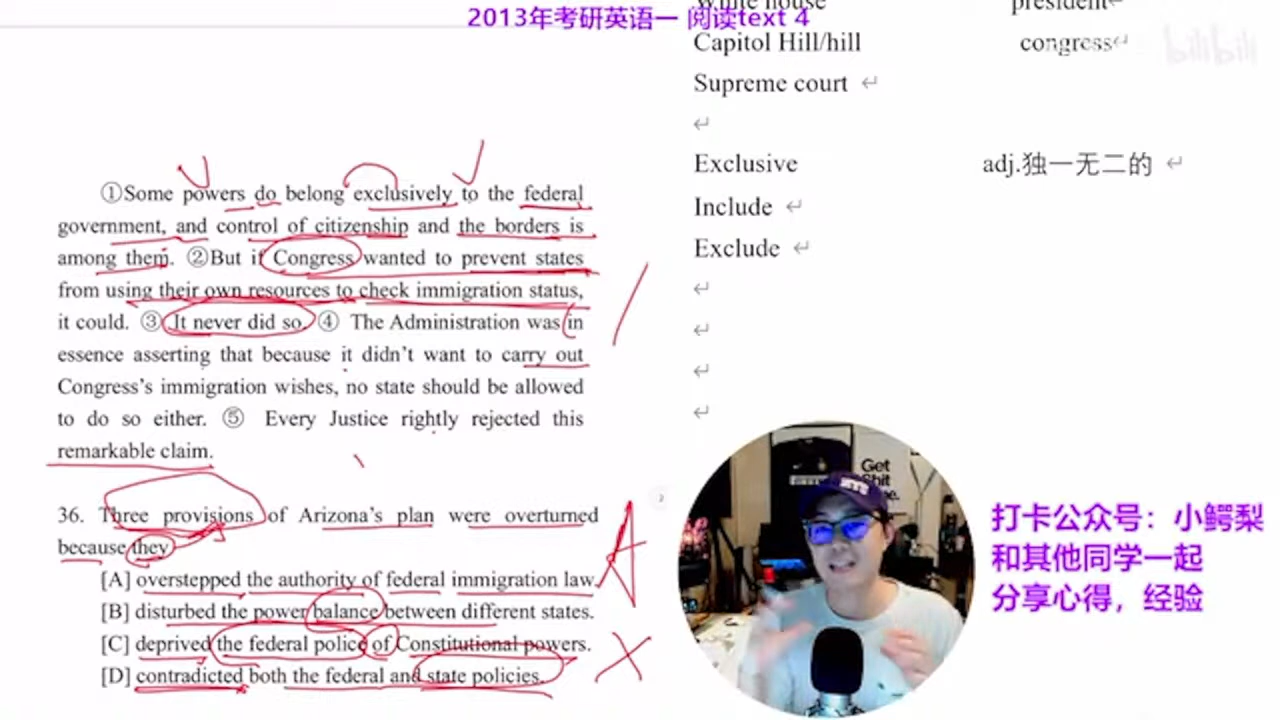 2013年考研英语一 阅读text 4
White house president
Capitol Hill/hill congress
Supreme court
Exclusive adj.独一无二的
Include
Exclude
bilibili
①Some powers do belong exclusively to the federal
government, and control of citizenship and the borders is
among them. ②But if Congress wanted to prevent states
from using their own resources to check immigration status,
it could. ③ It never did so. ④ The Administration was in
essence asserting that because it didn't want to carry out
Congress's immigration wishes, no state should be allowed
to do so either. ⑤ Every Justice rightly rejected this
remarkable claim.
36. Three provisions of Arizona's plan were overturned
because they
[A] overstepped the authority of federal immigration law.
[B] disturbed the power balance between different states.
[C] deprived the federal police of Constitutional powers.
[D] contradicted both the federal and state policies.
A
Get
Shit
打卡公众号：小鳄梨
和其他同学一起
分享心得，经验